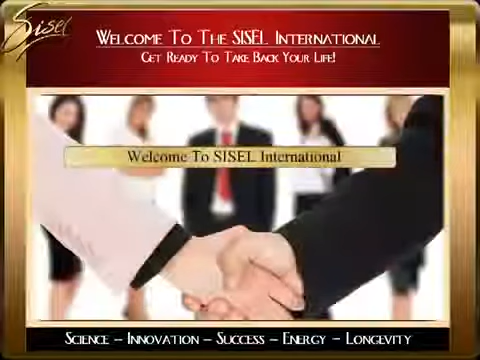 Sisel
Welcome To The SISEL International
Get Ready To Take Back Your Life!
Welcome To SISEL International
Science – Innovation – Success – Energy – Longevity